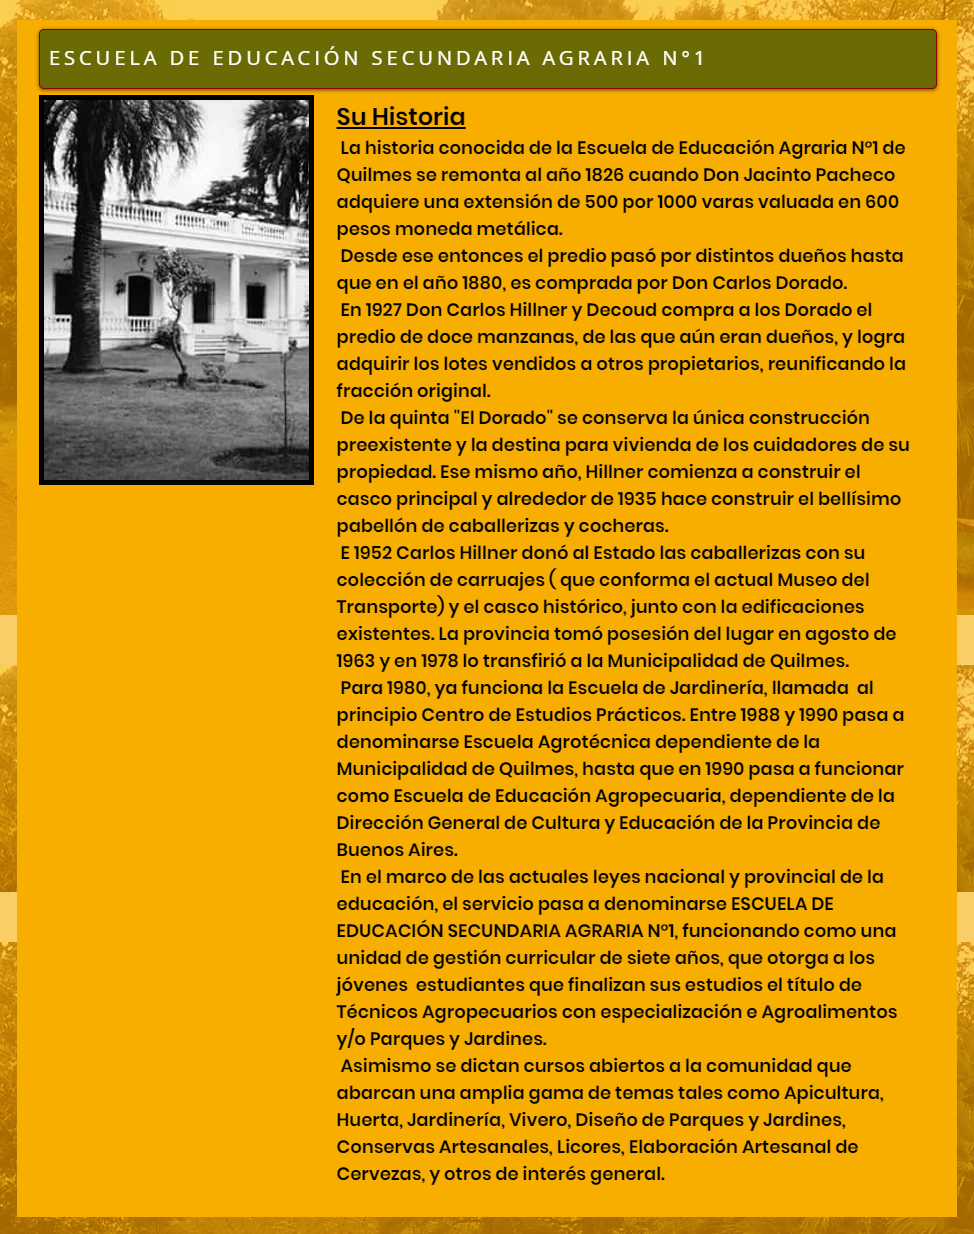 ESCUELA DE EDUCACIÓN SECUNDARIA AGRARIA N°1
Su Historia
La historia conocida de la Escuela de Educación Agraria Nº1 de
Quilmes se remonta al año 1826 cuando Don Jacinto Pacheco
adquiere una extensión de 500 por 1000 varas valuada en 600
pesos moneda metálica.
Desde ese entonces el predio pasó por distintos dueños hasta
que en el año 1880, es comprada por Don Carlos Dorado.
En 1927 Don Carlos Hillner y Decoud compra a los Dorado el
predio de doce manzanas, de las que aún eran dueños, y logra
adquirir los lotes vendidos a otros propietarios, reunificando la
fracción original.
De la quinta "El Dorado" se conserva la única construcción
preexistente y la destina para vivienda de los cuidadores de su
propiedad. Ese mismo año, Hillner comienza a construir el
casco principal y alrededor de 1935 hace construir el bellísimo
pabellón de caballerizas y cocheras.
E 1952 Carlos Hillner donó al Estado las caballerizas con su
colección de carruajes ( que conforma el actual Museo del
Transporte) y el casco histórico, junto con la edificaciones
existentes. La provincia tomó posesión del lugar en agosto de
1963 y en 1978 lo transfirió a la Municipalidad de Quilmes.
Para 1980, ya funciona la Escuela de Jardinería, llamada  al
principio Centro de Estudios Prácticos. Entre 1988 y 1990 pasa a
denominarse Escuela Agrotécnica dependiente de la
Municipalidad de Quilmes, hasta que en 1990 pasa a funcionar
como Escuela de Educación Agropecuaria, dependiente de la
Dirección General de Cultura y Educación de la Provincia de
Buenos Aires.
En el marco de las actuales leyes nacional y provincial de la
educación, el servicio pasa a denominarse ESCUELA DE
EDUCACIÓN SECUNDARIA AGRARIA Nº1, funcionando como una
unidad de gestión curricular de siete años, que otorga a los
jóvenes  estudiantes que finalizan sus estudios el título de
Técnicos Agropecuarios con especialización e Agroalimentos
y/o Parques y Jardines.
Asimismo se dictan cursos abiertos a la comunidad que
abarcan una amplia gama de temas tales como Apicultura,
Huerta, Jardinería, Vivero, Diseño de Parques y Jardines,
Conservas Artesanales, Licores, Elaboración Artesanal de
Cervezas, y otros de interés general.